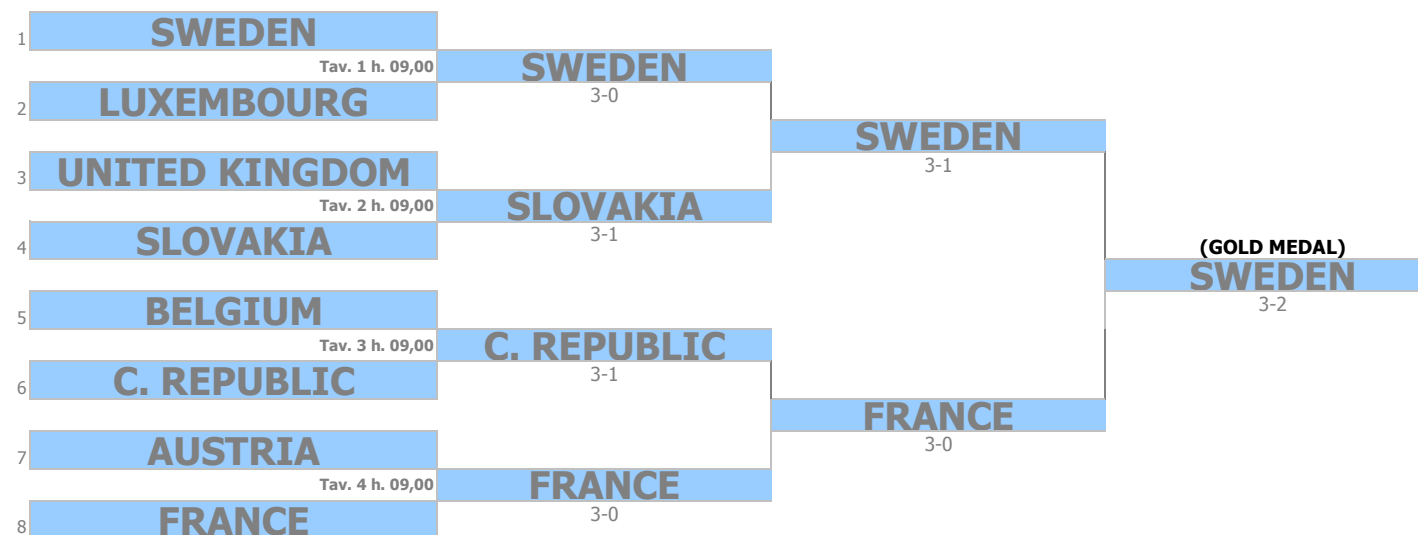 1 SWEDEN
Tav. 1 h. 09,00
SWEDEN
3-0
2 LUXEMBOURG
SWEDEN
3-1
3 UNITED KINGDOM
Tav. 2 h. 09,00
SLOVAKIA
3-1
4 SLOVAKIA
(GOLD MEDAL)
SWEDEN
3-2
5 BELGIUM
Tav. 3 h. 09,00
C. REPUBLIC
3-1
6 C. REPUBLIC
FRANCE
3-0
7 AUSTRIA
Tav. 4 h. 09,00
FRANCE
3-0
8 FRANCE